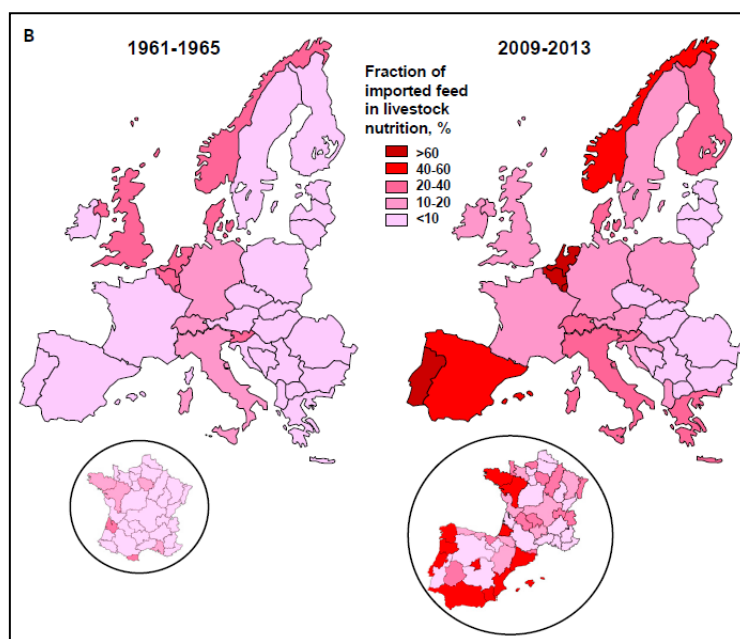 B
1961-1965
2009-2013
Fraction of
imported feed
in livestock
nutrition, %
>60
40-60
20-40
10-20
<10